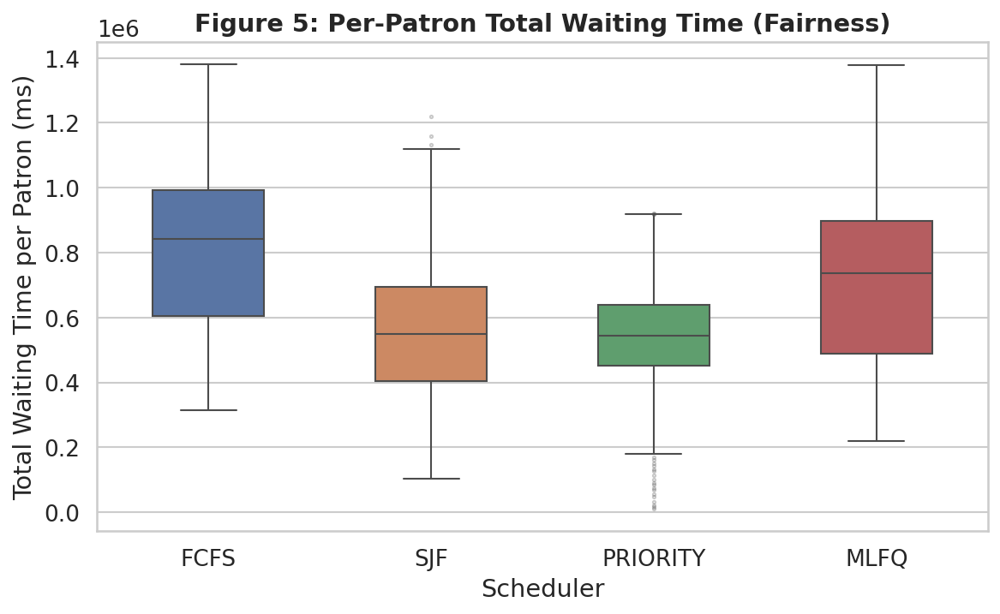 Figure 5: Per-Patron Total Waiting Time (Fairness)
1e6
Total Waiting Time per Patron (ms)
1.4
1.2
1.0
0.8
0.6
0.4
0.2
0.0
FCFS SJF PRIORITY MLFQ
Scheduler